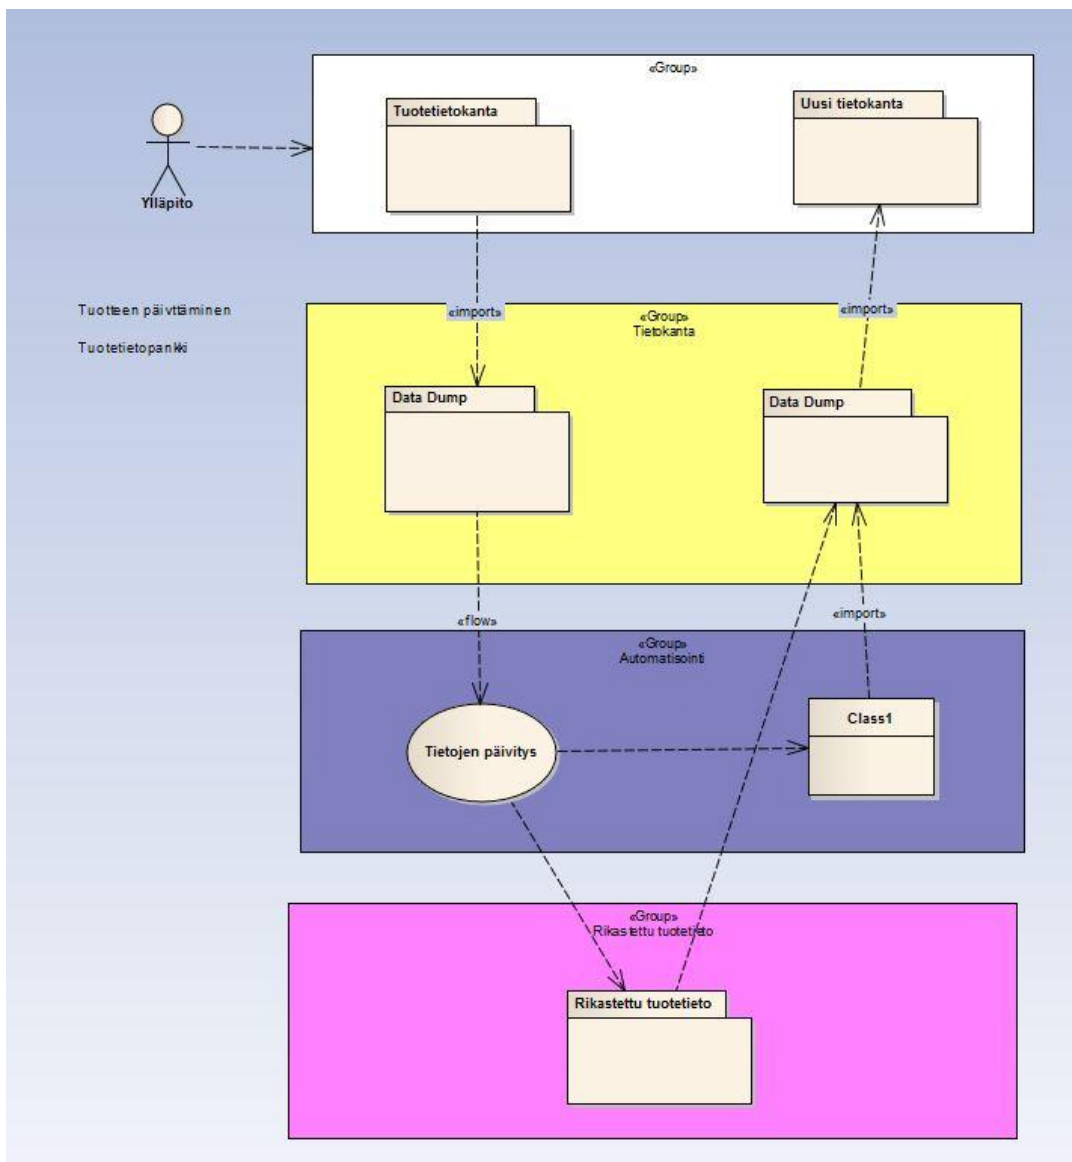 «Group»
Tuotetietokanta
Uusi tietokanta
Ylläpito
Tuotteen päivttäminen
Tuotetietopankki
«import»
«Group»
Tietokanta
«import»
Data Dump
Data Dump
«flow»
«import»
«Group»
Automatisointi
Tietojen päivitys
Class1
«Group»
Rikastettu tuotetieto
Rikastettu tuotetieto